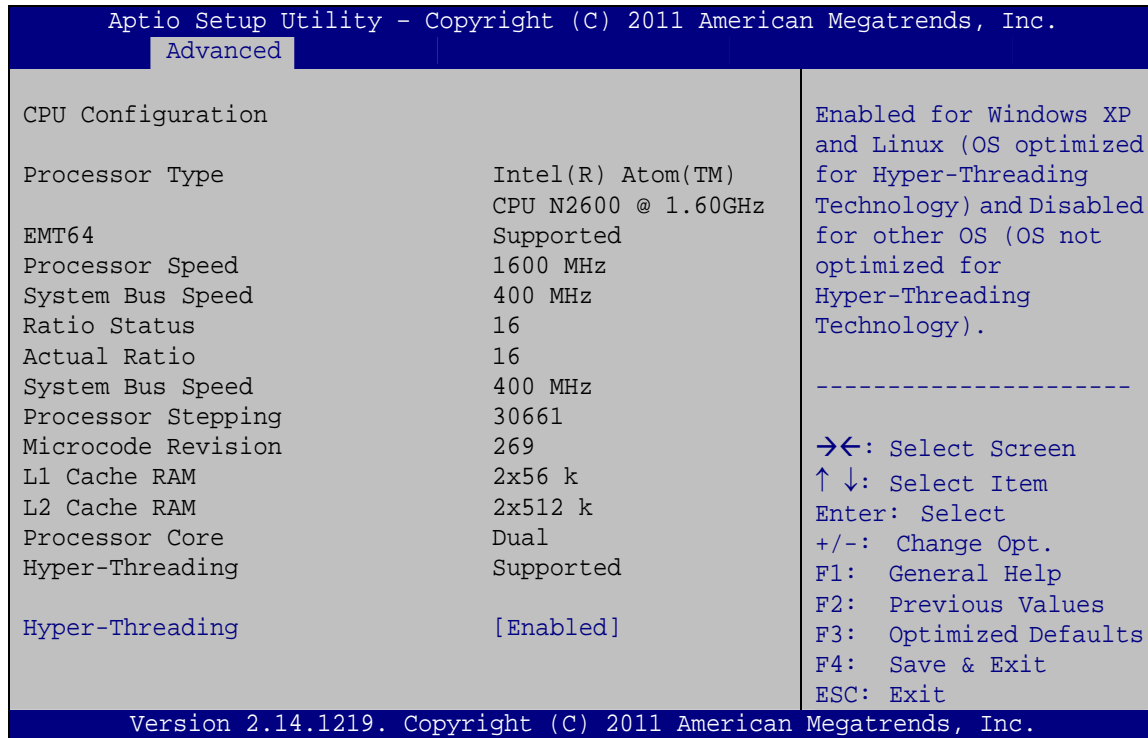 Aptio Setup Utility – Copyright (C) 2011 American Megatrends, Inc.
Advanced
CPU Configuration
Processor Type Intel(R) Atom(TM)
CPU N2600 @ 1.60GHz
EMT64 Supported
Processor Speed 1600 MHz
System Bus Speed 400 MHz
Ratio Status 16
Actual Ratio 16
System Bus Speed 400 MHz
Processor Stepping 30661
Microcode Revision 269
L1 Cache RAM 2x56 k
L2 Cache RAM 2x512 k
Processor Core Dual
Hyper-Threading Supported
Hyper-Threading [Enabled]
Enabled for Windows XP
and Linux (OS optimized
for Hyper-Threading
Technology) and Disabled
for other OS (OS not
optimized for
Hyper-Threading
Technology).
----------------------
→←: Select Screen
↑ ↓: Select Item
Enter: Select
+/-: Change Opt.
F1: General Help
F2: Previous Values
F3: Optimized Defaults
F4: Save & Exit
ESC: Exit
Version 2.14.1219. Copyright (C) 2011 American Megatrends, Inc.